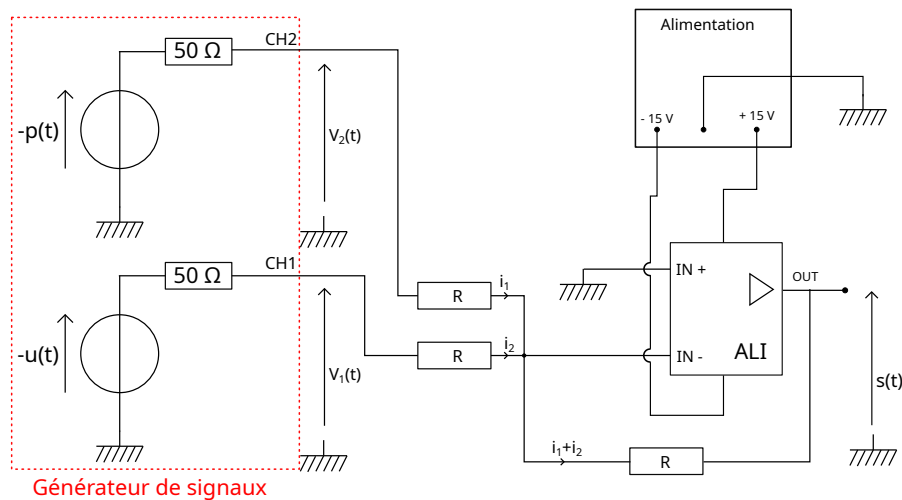 Alimentation
- 15 V
+ 15 V
50 Ω
CH2
-p(t)
V₂(t)
50 Ω
CH1
-u(t)
V₁(t)
R
i₁
R
i₂
IN +
IN -
OUT
ALI
s(t)
i₁+i₂
R
Générateur de signaux